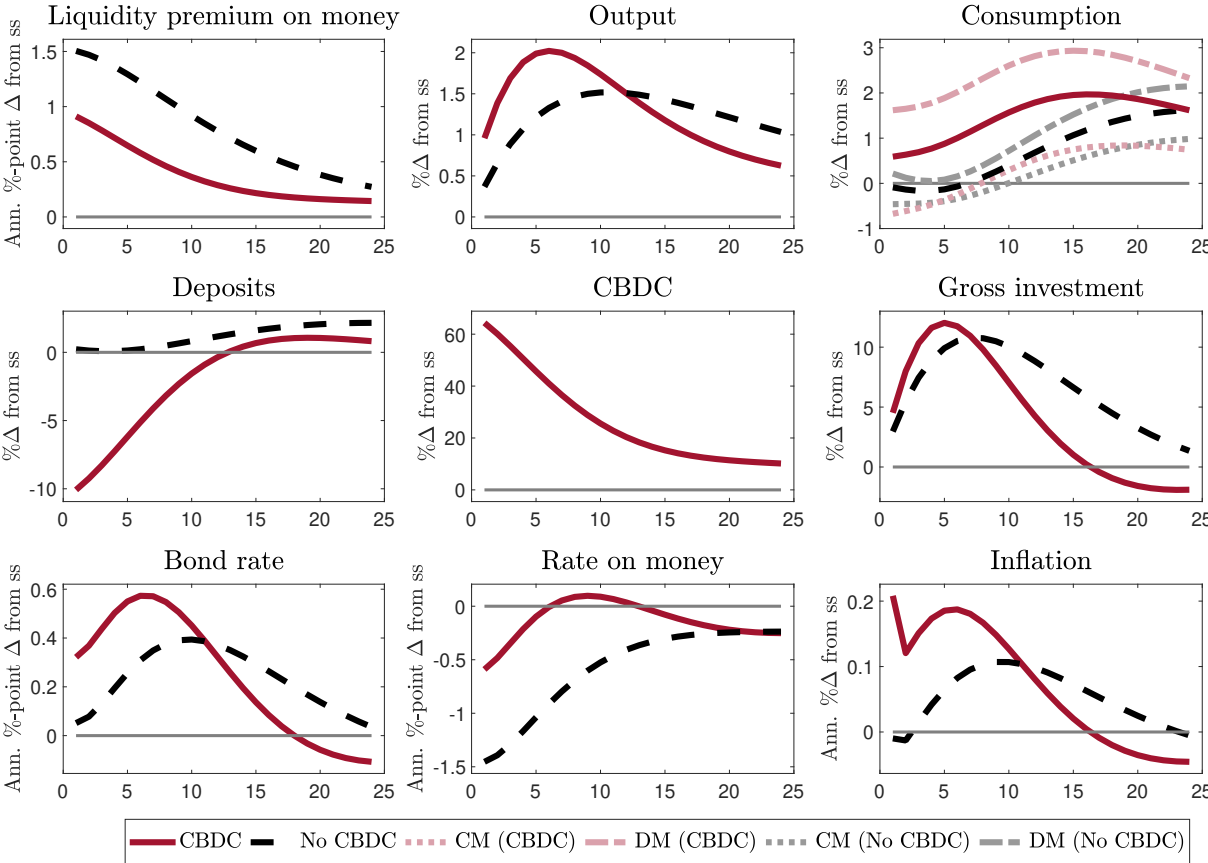 Liquidity premium on money
Ann. %-point Δ from ss
1.5
1
0.5
0
0 5 10 15 20 25
Output
%Δ from ss
2
1.5
1
0.5
0
0 5 10 15 20 25
Consumption
%Δ from ss
3
2
1
0
-1
0 5 10 15 20 25
Deposits
%Δ from ss
0
-5
-10
0 5 10 15 20 25
CBDC
%Δ from ss
60
40
20
0
0 5 10 15 20 25
Gross investment
%Δ from ss
10
5
0
0 5 10 15 20 25
Bond rate
Ann. %-point Δ from ss
0.6
0.4
0.2
0
0 5 10 15 20 25
Rate on money
Ann. %-point Δ from ss
0
-0.5
-1
-1.5
0 5 10 15 20 25
Inflation
Ann. %Δ from ss
0.2
0.1
0
0 5 10 15 20 25
CBDC No CBDC CM (CBDC) DM (CBDC) CM (No CBDC) DM (No CBDC)